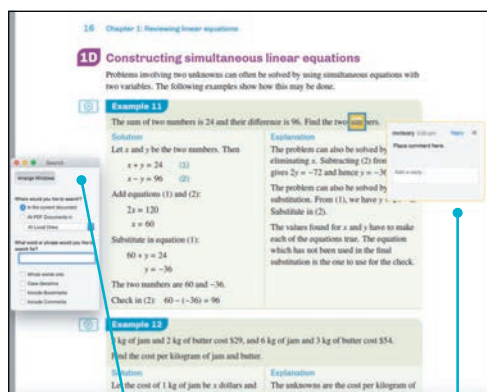 16 Chapter 1: Reviewing linear equations
1D Constructing simultaneous linear equations
Problems involving two unknowns can often be solved by using simultaneous equations with
two variables. The following examples show how this may be done.
Example 11
The sum of two numbers is 24 and their difference is 96. Find the two
Solution
Let x and y be the two numbers. Then
x + y = 24 (1)
x − y = 96 (2)
Add equations (1) and (2):
2x = 120
x = 60
Substitute in equation (1):
60 + y = 24
y = −36
The two numbers are 60 and −36.
Check in (2): 60 − (−36) = 96
Explanation
The problem can also be solved by
eliminating x. Subtracting (2) from
gives 2y = −72 and hence y = −36
The problem can also be solved by
substitution. From (1), we have
Substitute in (2).
The values found for x and y have to make
each of the equations true. The equation
which has not been used in the final
substitution is the one to use for the check.
2:25 pm
Reply
Place comment here.
Add a reply...
Search
Arrange Windows
Where would you like to search?
In the current document
All PDF Documents in
All Local Drives
What word or phrase would you like to
search for?
Whole words only
Case-Sensitive
Include Bookmarks
Include Comments
Example 12
kg of jam and 2 kg of butter cost $29, and 6 kg of jam and 3 kg of butter cost $54.
Find the cost per kilogram of jam and butter.
Solution
Let the cost of 1 kg of jam be x dollars and
Explanation
The unknowns are the cost per kilogram of